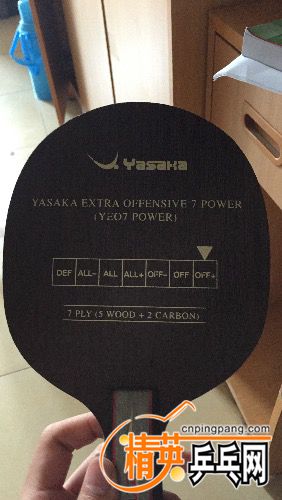 Yasaka
YASAKA EXTRA OFFENSIVE 7 POWER
(YEO7 POWER)
DEF ALL- ALL ALL+ OFF- OFF OFF+
7 PLY (5 WOOD + 2 CARBON)
cnpingpang.com
精英乒乓网